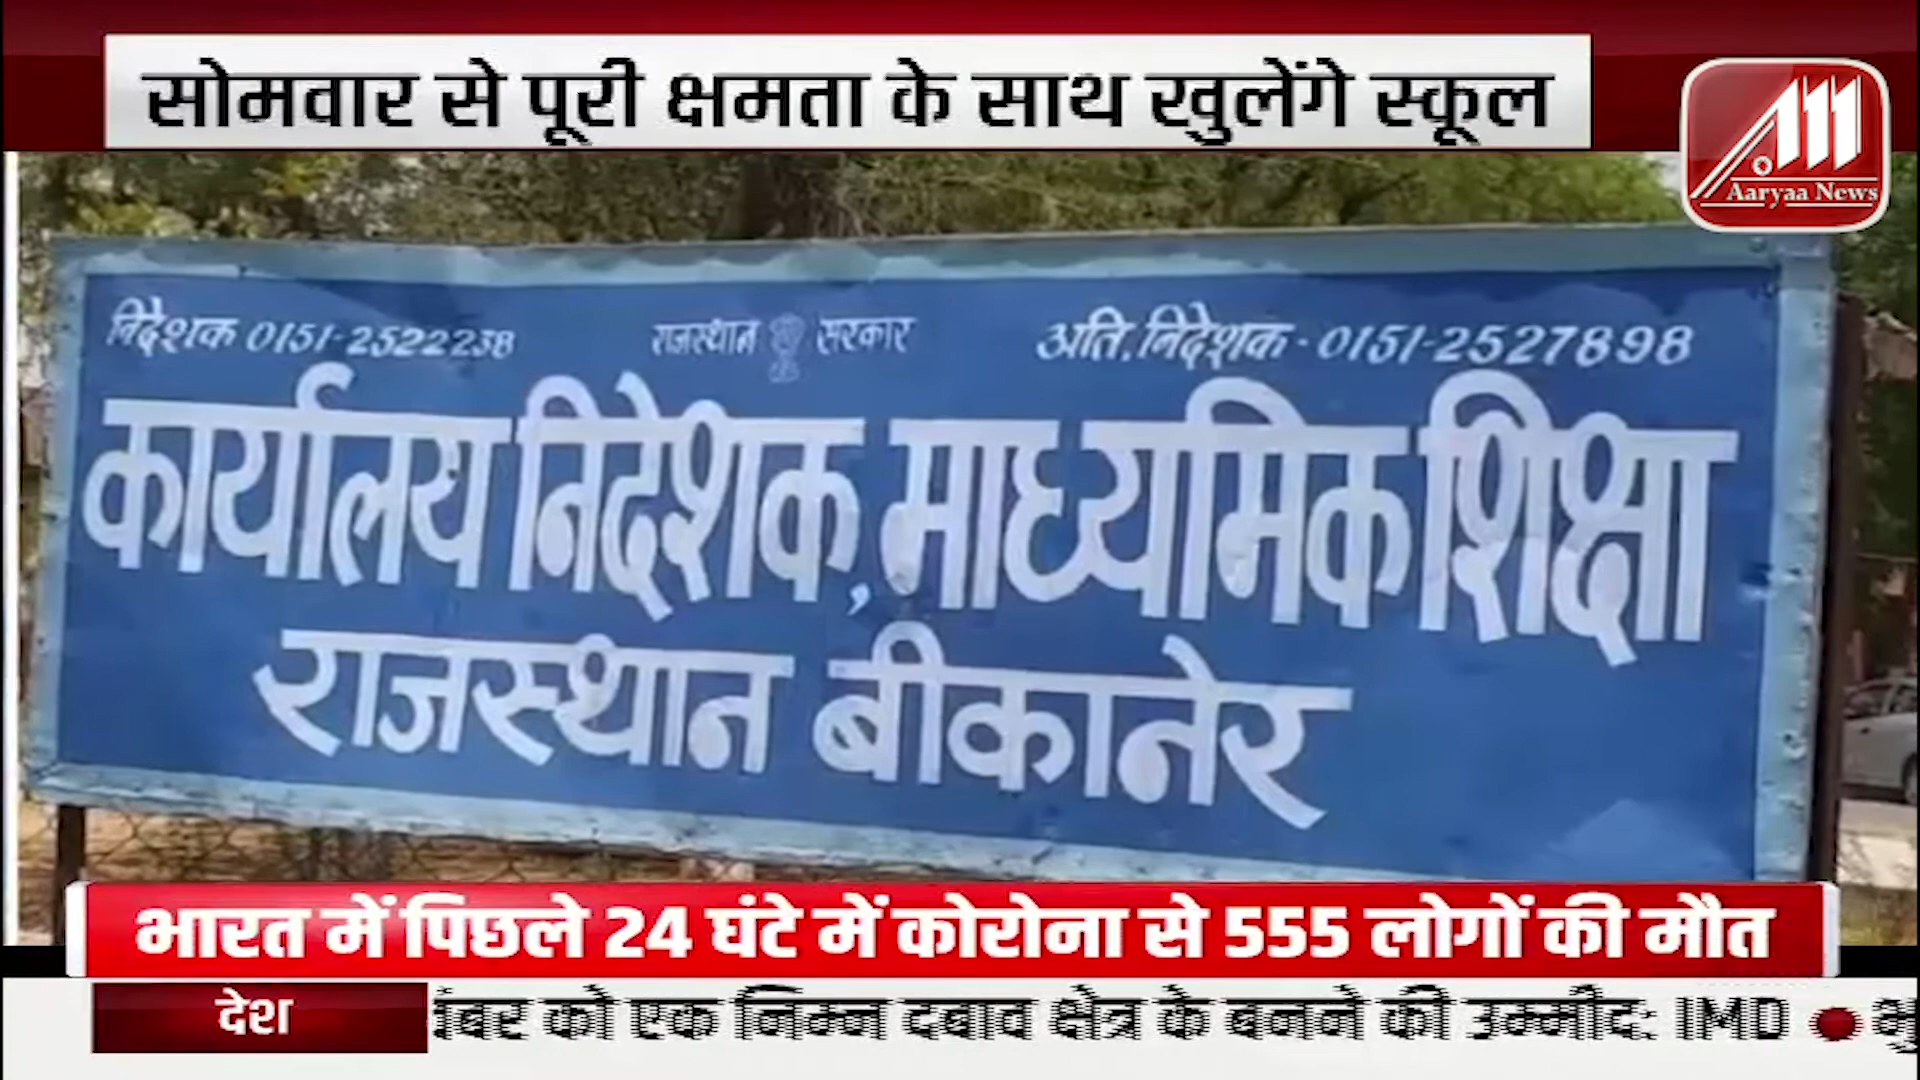 सोमवार से पूरी क्षमता के साथ खुलेंगे स्कूल
Aaryaa News
निदेशक 0151-2522238 राजस्थान सरकार अति.निदेशक-0151-2527898
कार्यालय निदेशक, माध्यमिक शिक्षा
राजस्थान बीकानेर
भारत में पिछले 24 घंटे में कोरोना से 555 लोगों की मौत
देश
को एक निम्न दबाव क्षेत्र के बनने की उम्मीद: IMD